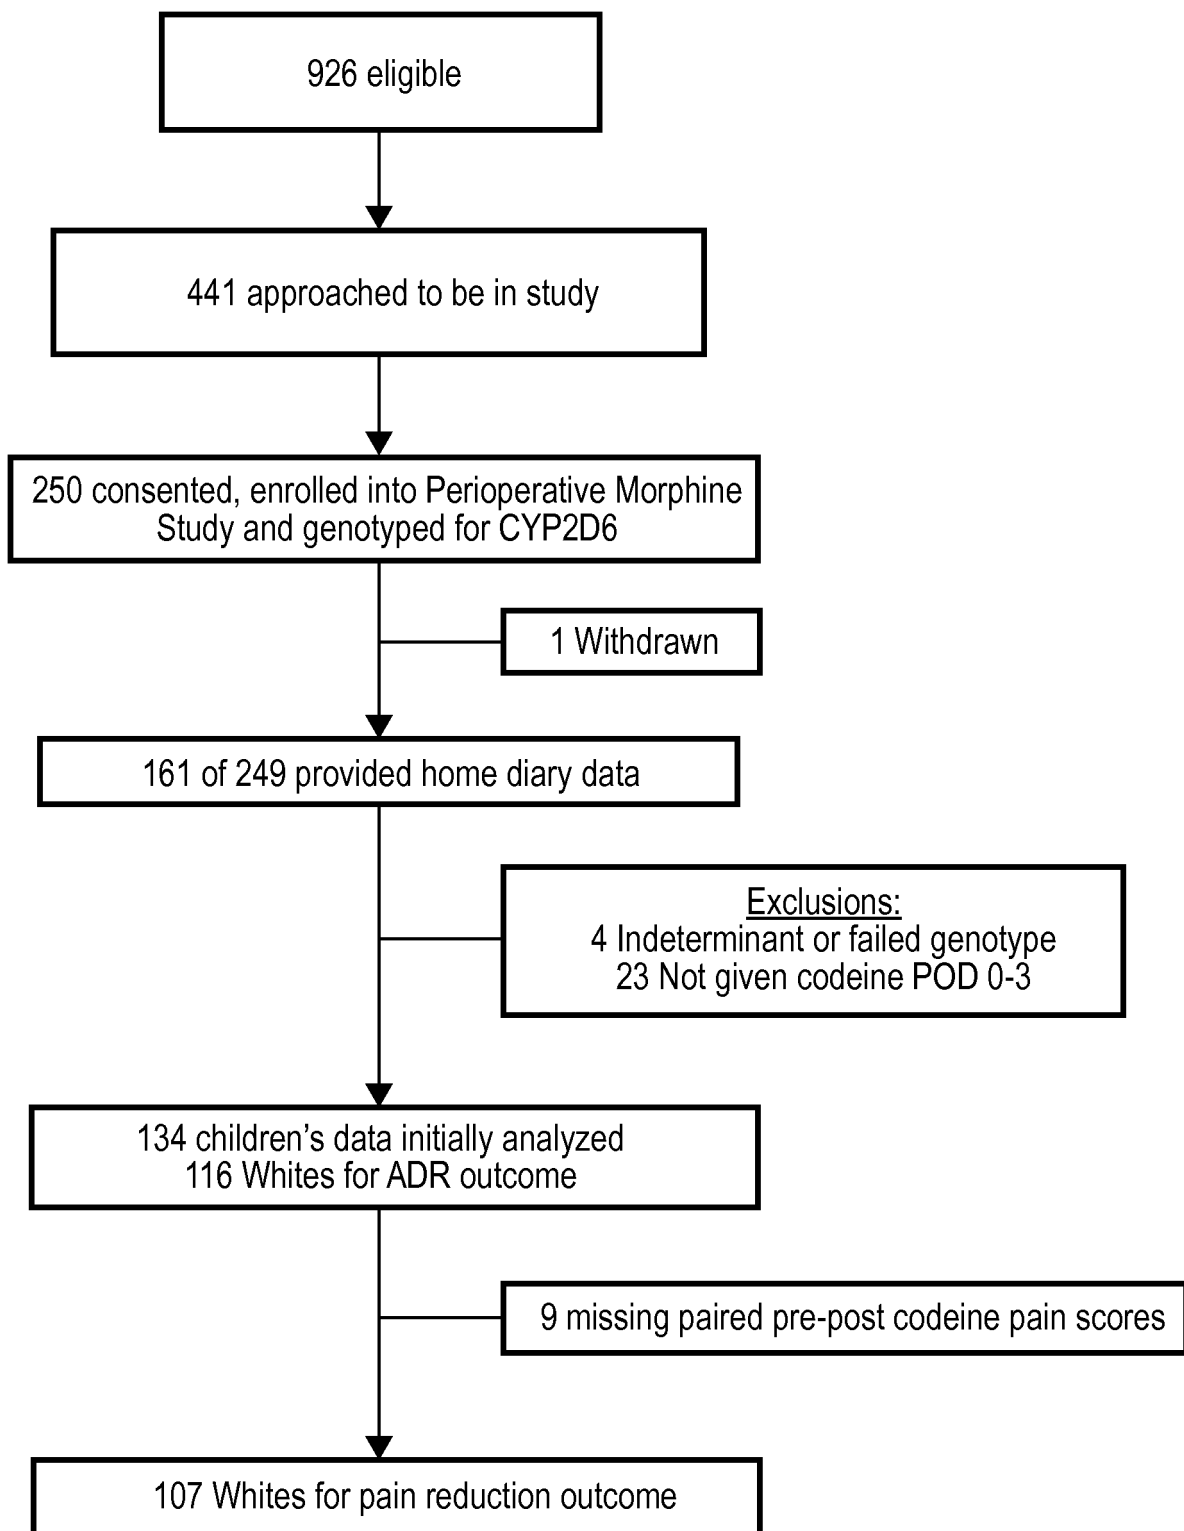 926 eligible
441 approached to be in study
250 consented, enrolled into Perioperative Morphine
Study and genotyped for CYP2D6
1 Withdrawn
161 of 249 provided home diary data
Exclusions:
4 Indeterminant or failed genotype
23 Not given codeine POD 0-3
134 children’s data initially analyzed
116 Whites for ADR outcome
9 missing paired pre-post codeine pain scores
107 Whites for pain reduction outcome